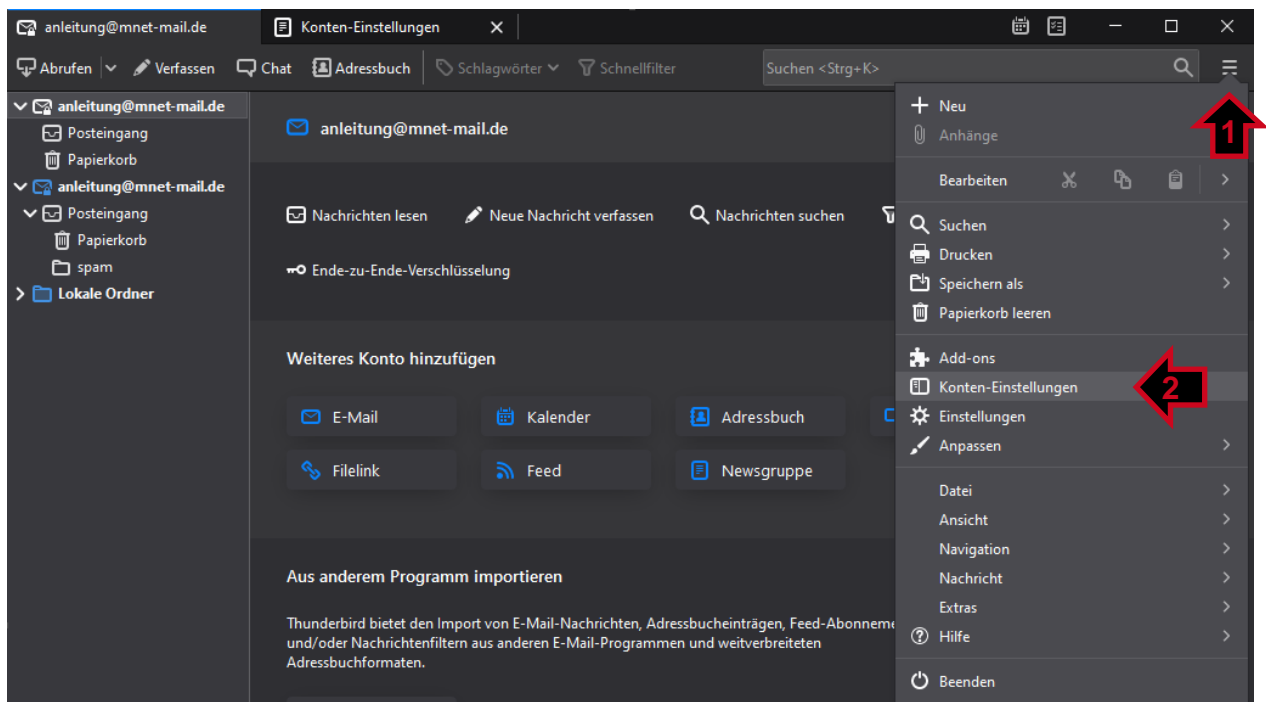 anleitung@mnet-mail.de
Konten-Einstellungen
Abrufen
Verfassen
Chat
Adressbuch
Schlagwörter
Schnellfilter
Suchen <Strg+K>
anleitung@mnet-mail.de
Posteingang
Papierkorb
anleitung@mnet-mail.de
Posteingang
Papierkorb
spam
Lokale Ordner
anleitung@mnet-mail.de
Nachrichten lesen
Neue Nachricht verfassen
Nachrichten suchen
Ende-zu-Ende-Verschlüsselung
Weiteres Konto hinzufügen
E-Mail
Kalender
Adressbuch
Filelink
Feed
Newsgruppe
Aus anderem Programm importieren
Thunderbird bietet den Import von E-Mail-Nachrichten, Adressbucheinträgen, Feed-Abonneme
und/oder Nachrichtenfiltern aus anderen E-Mail-Programmen und weitverbreiteten
Adressbuchformaten.
1
Neu
Anhänge
Bearbeiten
Suchen
Drucken
Speichern als
Papierkorb leeren
Add-ons
Konten-Einstellungen
2
Einstellungen
Anpassen
Datei
Ansicht
Navigation
Nachricht
Extras
Hilfe
Beenden